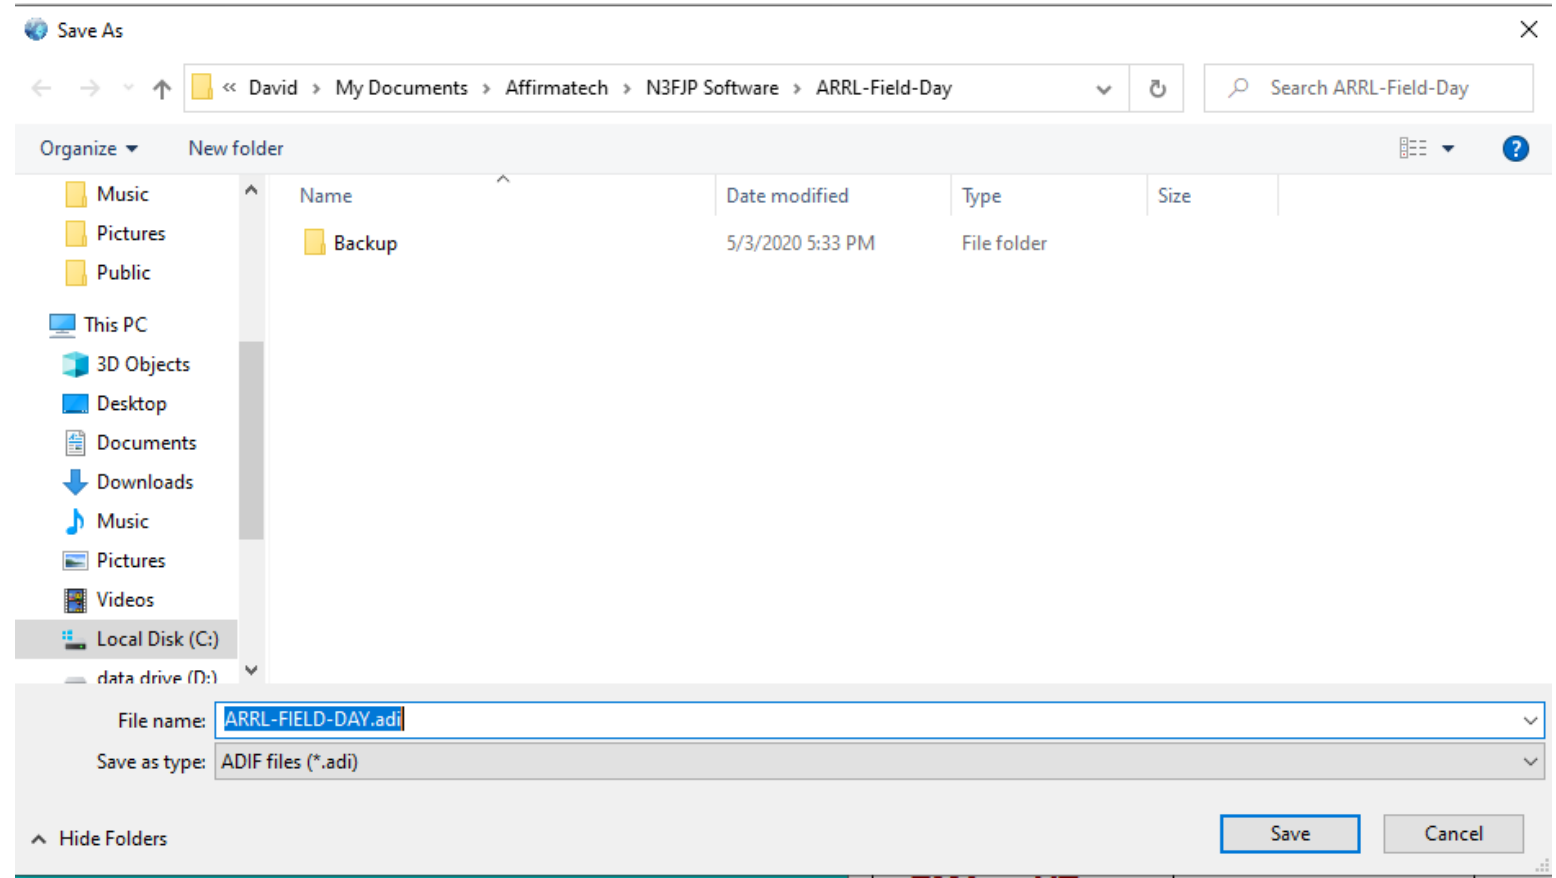 Save As
« David › My Documents › Affirmatech › N3FJP Software › ARRL-Field-Day
Search ARRL-Field-Day
Organize
New folder
?
Music
Pictures
Public
This PC
3D Objects
Desktop
Documents
Downloads
Music
Pictures
Videos
Local Disk (C:)
data drive (D:)
Name Date modified Type Size
Backup 5/3/2020 5:33 PM File folder
File name: ARRL-FIELD-DAY.adi
Save as type: ADIF files (*.adi)
Hide Folders
Save
Cancel